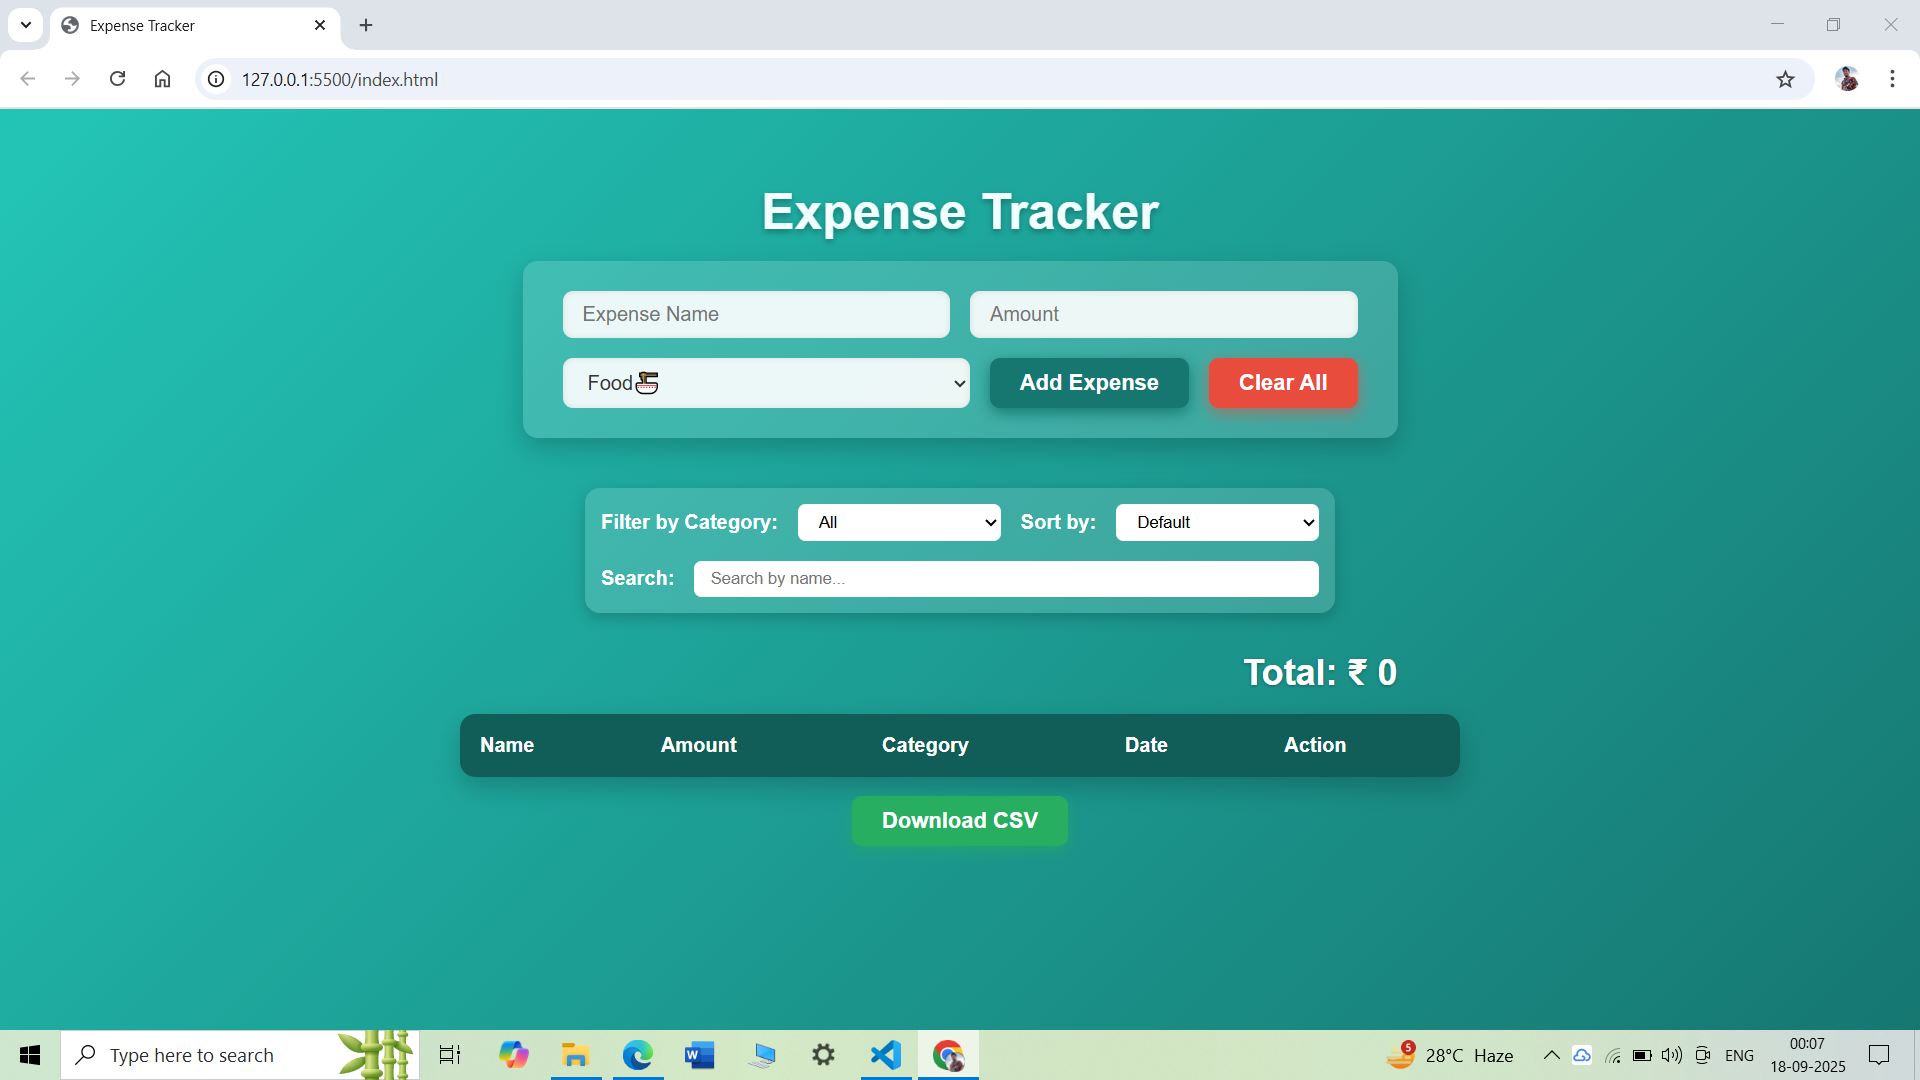 Expense Tracker
127.0.0.1:5500/index.html
Expense Tracker
Expense Name
Amount
Food🍜
Add Expense
Clear All
Filter by Category:
All
Sort by:
Default
Search:
Search by name...
Total: ₹ 0
Name Amount Category Date Action
Download CSV
Type here to search
W
5
28°C Haze
ENG
00:07
18-09-2025